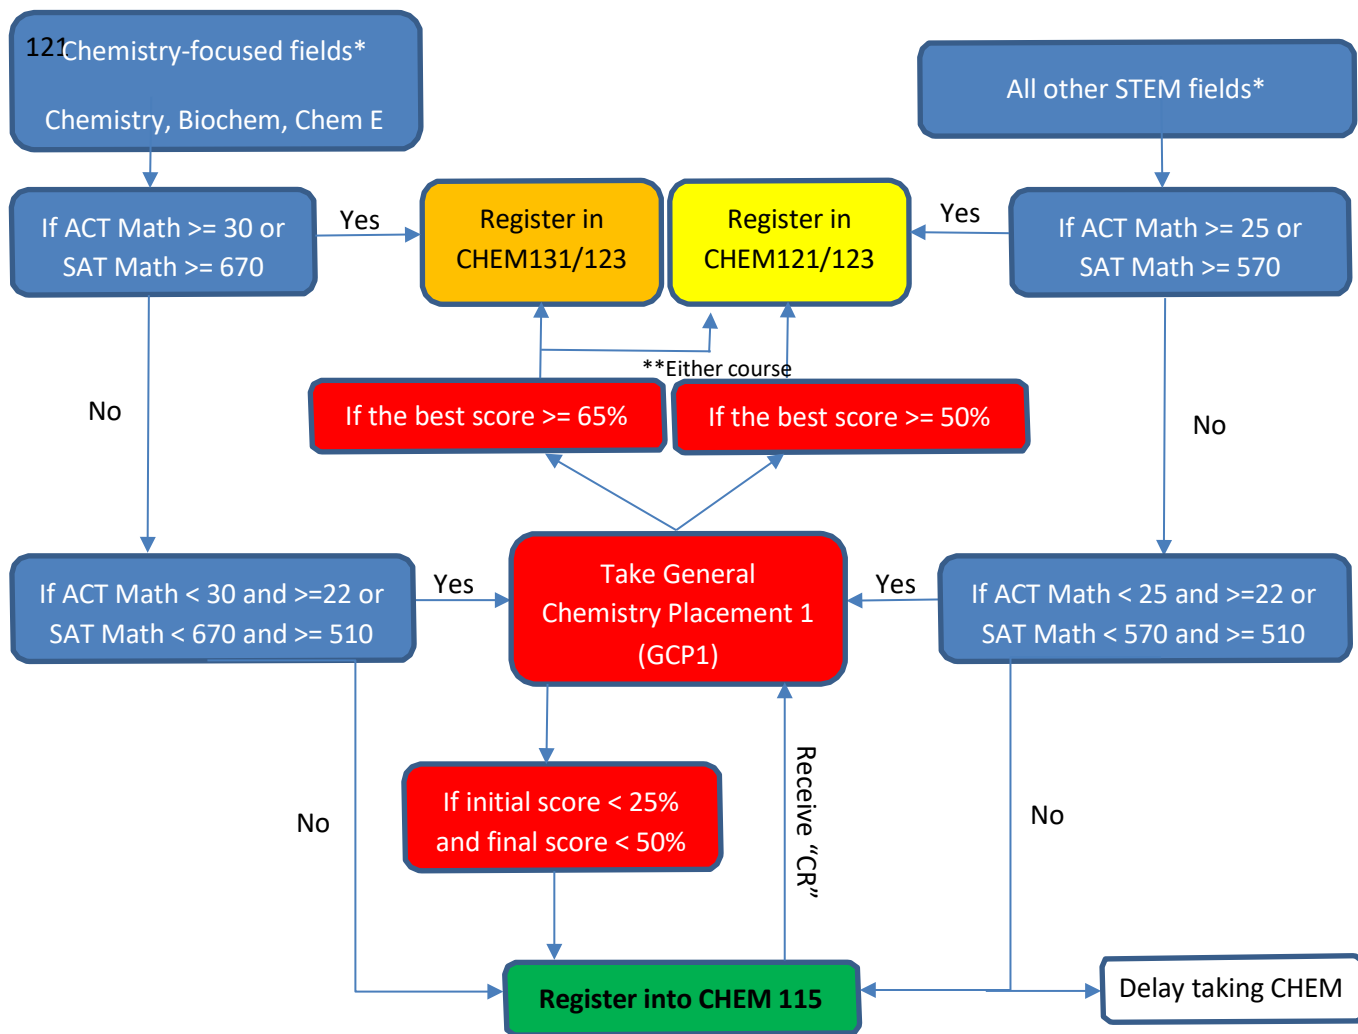 121
Chemistry-focused fields*
Chemistry, Biochem, Chem E
All other STEM fields*
If ACT Math >= 30 or
SAT Math >= 670
Yes
Register in
CHEM131/123
Register in
CHEM121/123
Yes
If ACT Math >= 25 or
SAT Math >= 570
**Either course
No
If the best score >= 65%
If the best score >= 50%
No
If ACT Math < 30 and >=22 or
SAT Math < 670 and >= 510
Yes
Take General
Chemistry Placement 1
(GCP1)
Yes
If ACT Math < 25 and >=22 or
SAT Math < 570 and >= 510
No
If initial score < 25%
and final score < 50%
Receive “CR”
No
Register into CHEM 115
Delay taking CHEM